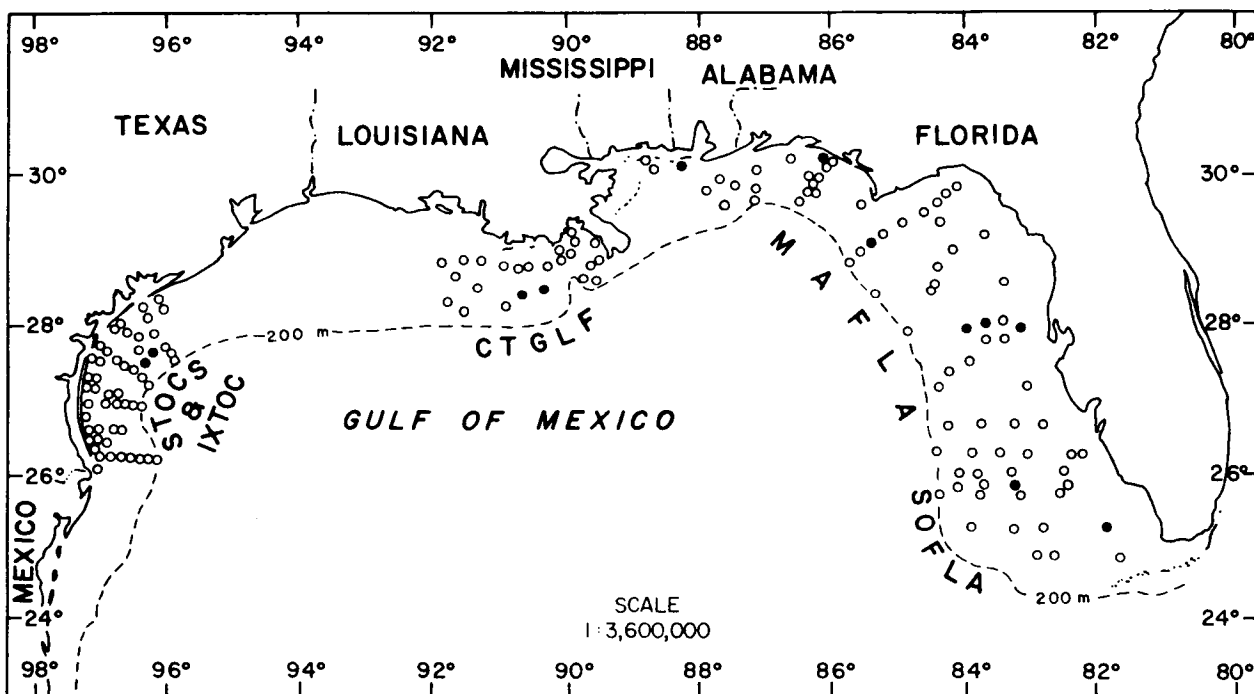 98° 96° 94° 92° 90° 88° 86° 84° 82° 80°
MISSISSIPPI ALABAMA
TEXAS LOUISIANA FLORIDA
30° 30°
28° 28°
200 m
CTGLF
MAFLA
STOCS
&
IXTOC
GULF OF MEXICO
26° 26°
SOFLA
MEXICO
200 m
24° 24°
SCALE
1:3,600,000
98° 96° 94° 92° 90° 88° 86° 84° 82° 80°